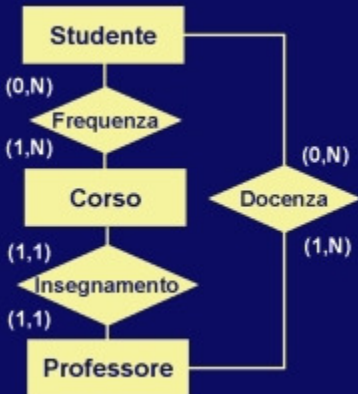 Studente
(0,N)
Frequenza
(1,N)
Corso
(0,N)
Docenza
(1,N)
(1,1)
Insegnamento
(1,1)
Professore